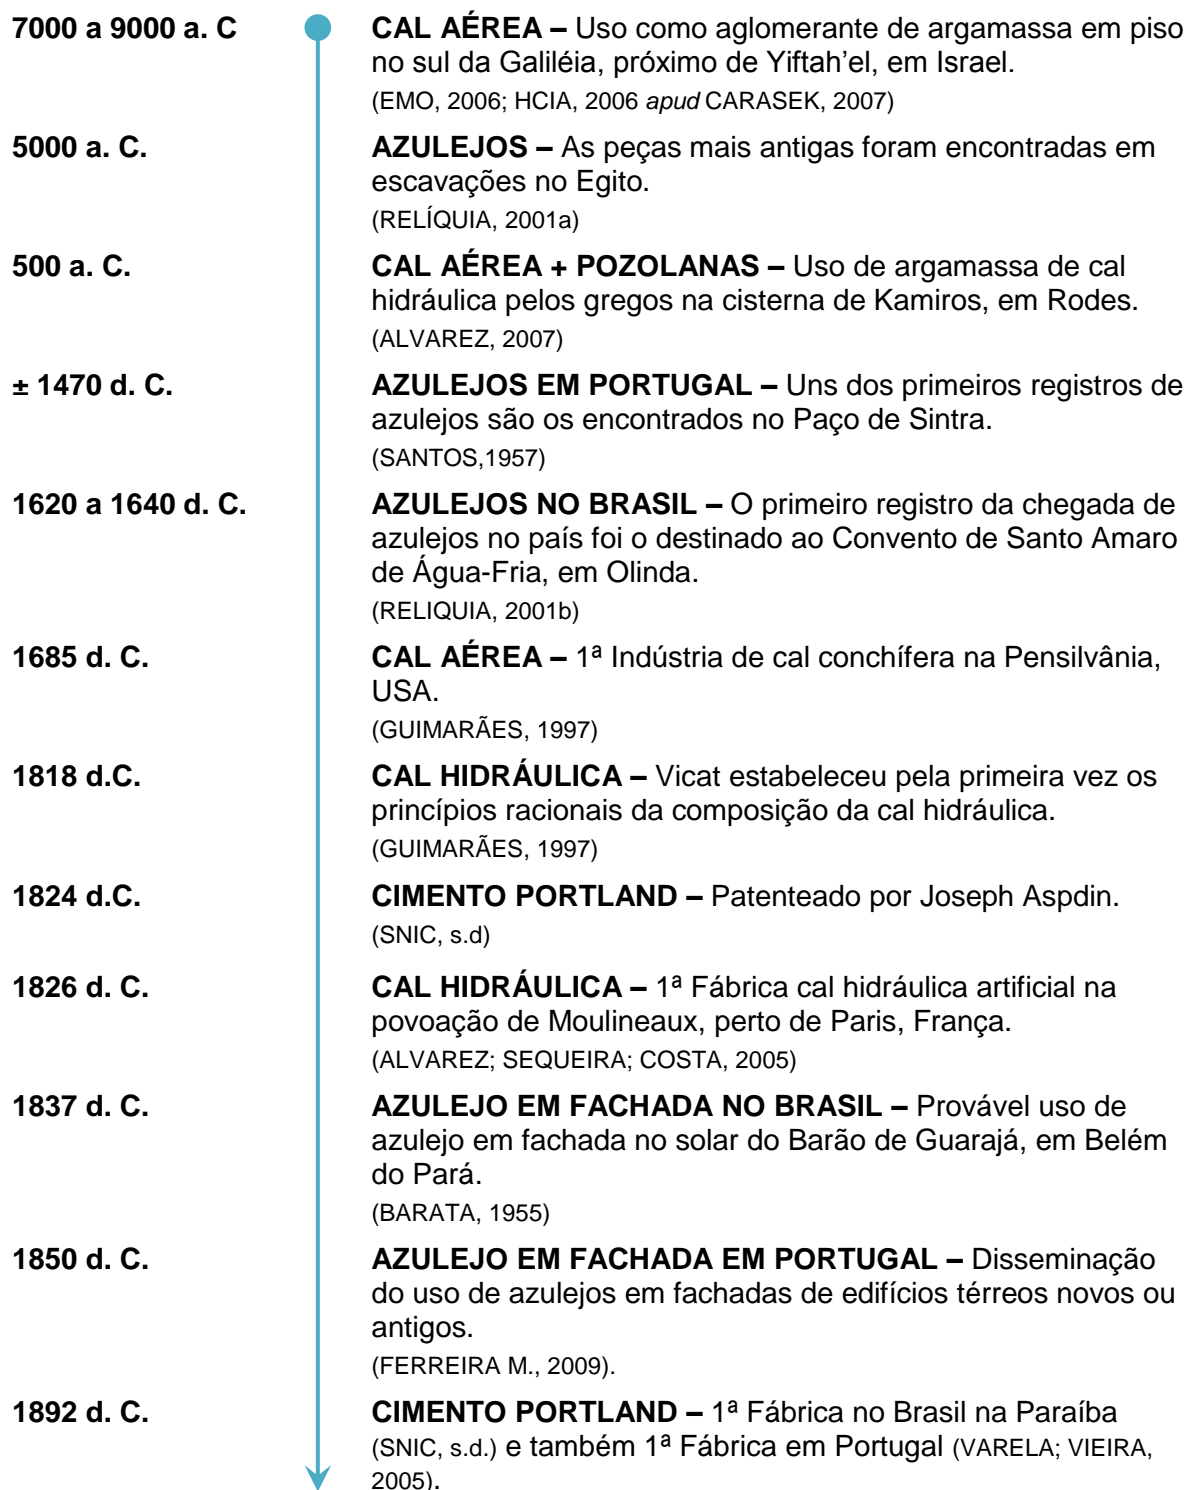 7000 a 9000 a. C
CAL AÉREA – Uso como aglomerante de argamassa em piso
no sul da Galiléia, próximo de Yiftah’el, em Israel.
(EMO, 2006; HCIA, 2006 apud CARASEK, 2007)
5000 a. C.
AZULEJOS – As peças mais antigas foram encontradas em
escavações no Egito.
(RELÍQUIA, 2001a)
500 a. C.
CAL AÉREA + POZOLANAS – Uso de argamassa de cal
hidráulica pelos gregos na cisterna de Kamiros, em Rodes.
(ALVAREZ, 2007)
± 1470 d. C.
AZULEJOS EM PORTUGAL – Uns dos primeiros registros de
azulejos são os encontrados no Paço de Sintra.
(SANTOS,1957)
1620 a 1640 d. C.
AZULEJOS NO BRASIL – O primeiro registro da chegada de
azulejos no país foi o destinado ao Convento de Santo Amaro
de Água-Fria, em Olinda.
(RELIQUIA, 2001b)
1685 d. C.
CAL AÉREA – 1ª Indústria de cal conchífera na Pensilvânia,
USA.
(GUIMARÃES, 1997)
1818 d.C.
CAL HIDRÁULICA – Vicat estabeleceu pela primeira vez os
princípios racionais da composição da cal hidráulica.
(GUIMARÃES, 1997)
1824 d.C.
CIMENTO PORTLAND – Patenteado por Joseph Aspdin.
(SNIC, s.d)
1826 d. C.
CAL HIDRÁULICA – 1ª Fábrica cal hidráulica artificial na
povoação de Moulineaux, perto de Paris, França.
(ALVAREZ; SEQUEIRA; COSTA, 2005)
1837 d. C.
AZULEJO EM FACHADA NO BRASIL – Provável uso de
azulejo em fachada no solar do Barão de Guarajá, em Belém
do Pará.
(BARATA, 1955)
1850 d. C.
AZULEJO EM FACHADA EM PORTUGAL – Disseminação
do uso de azulejos em fachadas de edifícios térreos novos ou
antigos.
(FERREIRA M., 2009).
1892 d. C.
CIMENTO PORTLAND – 1ª Fábrica no Brasil na Paraíba
(SNIC, s.d.) e também 1ª Fábrica em Portugal (VARELA; VIEIRA,
2005).